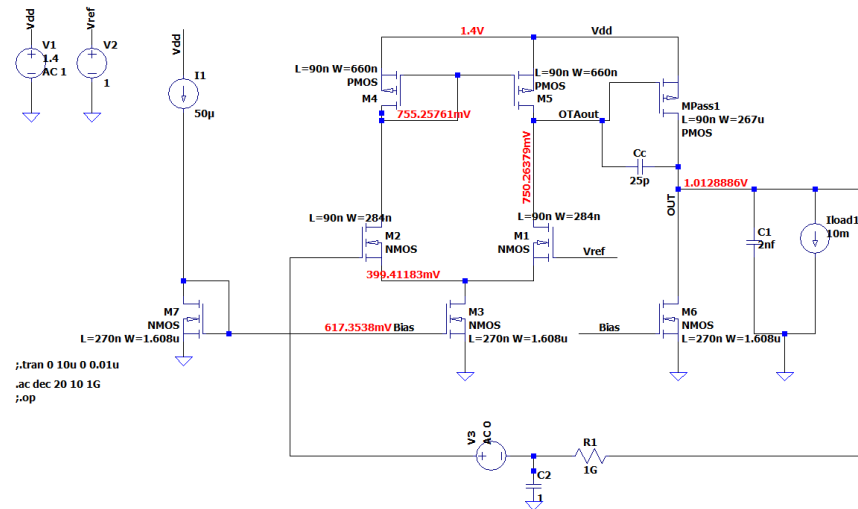 Vdd
V1
1.4
AC 1
Vref
V2
1
Vdd
I1
50µ
1.4V
Vdd
L=90n W=660n
PMOS
M4
L=90n W=660n
PMOS
M5
755.25761mV
OTAout
MPass1
L=90n W=267u
PMOS
Cc
25p
750.26379mV
1.0128886V
OUT
L=90n W=284n
M2
NMOS
L=90n W=284n
M1
NMOS
Vref
C1
2nf
Iload1
10m
399.41183mV
M7
NMOS
L=270n W=1.608u
617.3538mV
Bias
M3
NMOS
L=270n W=1.608u
Bias
M6
NMOS
L=270n W=1.608u
;.tran 0 10u 0 0.01u
.ac dec 20 10 1G
;.op
V3
AC 0
R1
1G
C2
1